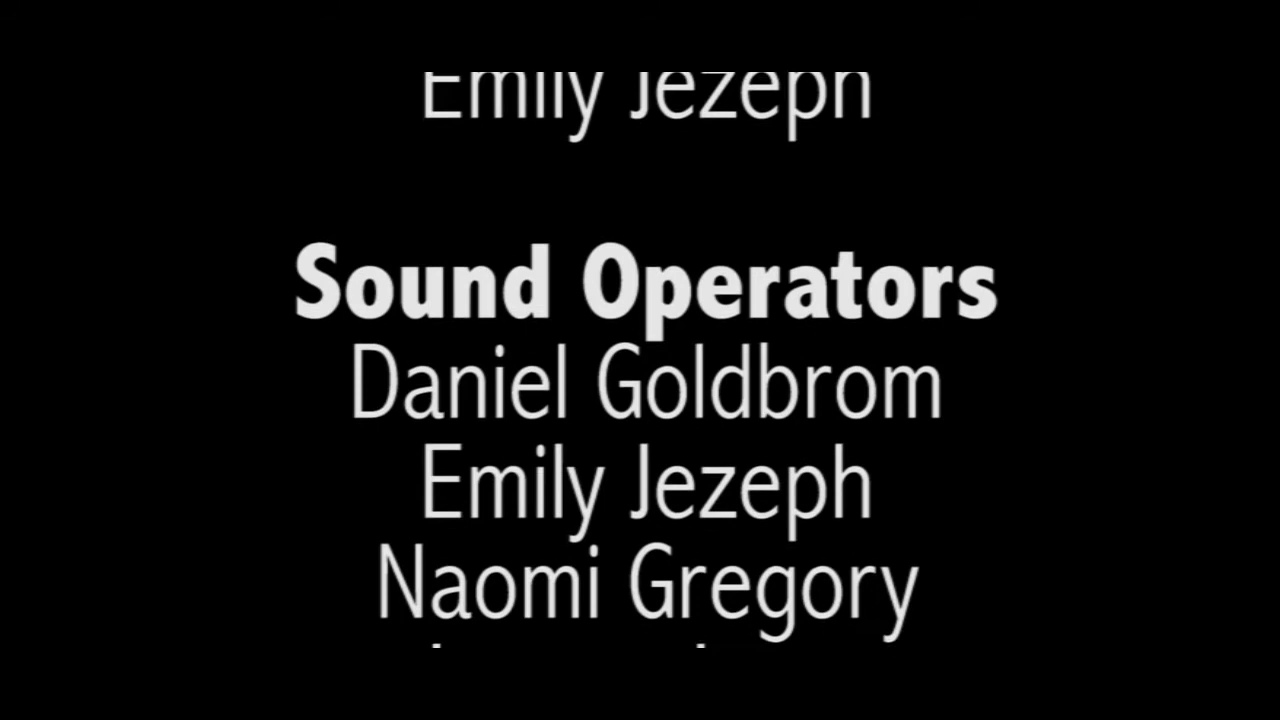 Emily Jezeph
Sound Operators
Daniel Goldbrom
Emily Jezeph
Naomi Gregory